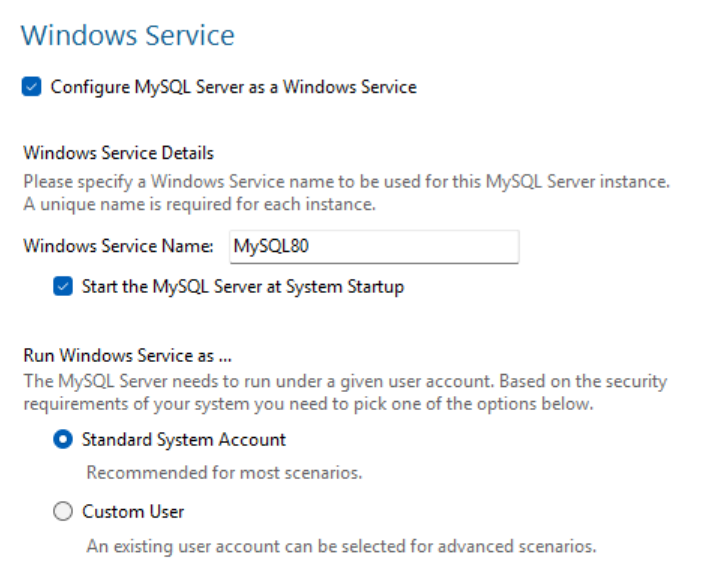 Windows Service
Configure MySQL Server as a Windows Service
Windows Service Details
Please specify a Windows Service name to be used for this MySQL Server instance.
A unique name is required for each instance.
Windows Service Name: MySQL80
Start the MySQL Server at System Startup
Run Windows Service as ...
The MySQL Server needs to run under a given user account. Based on the security
requirements of your system you need to pick one of the options below.
Standard System Account
Recommended for most scenarios.
Custom User
An existing user account can be selected for advanced scenarios.